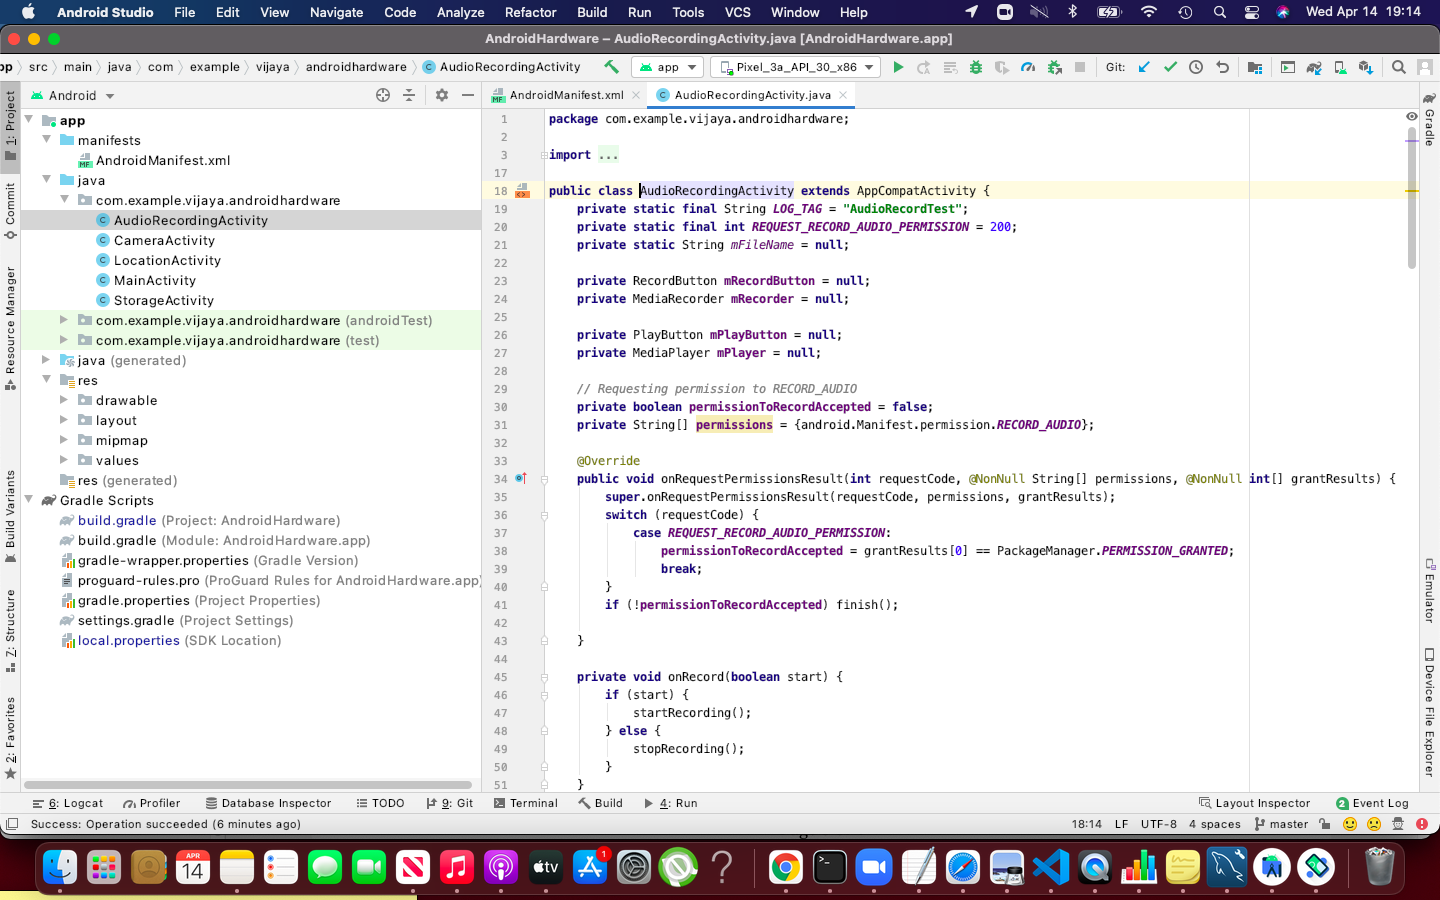 Android Studio File Edit View Navigate Code Analyze Refactor Build Run Tools VCS Window Help Wed Apr 14 19:14
AndroidHardware – AudioRecordingActivity.java [AndroidHardware.app]
pp src main java com example vijaya androidhardware AudioRecordingActivity app Pixel_3a_API_30_x86 Git:
Android
AndroidManifest.xml AudioRecordingActivity.java
1: Project
Commit
Resource Manager
Build Variants
7: Structure
2: Favorites
app
manifests
AndroidManifest.xml
java
com.example.vijaya.androidhardware
AudioRecordingActivity
CameraActivity
LocationActivity
MainActivity
StorageActivity
com.example.vijaya.androidhardware (androidTest)
com.example.vijaya.androidhardware (test)
java (generated)
res
drawable
layout
mipmap
values
res (generated)
Gradle Scripts
build.gradle (Project: AndroidHardware)
build.gradle (Module: AndroidHardware.app)
gradle-wrapper.properties (Gradle Version)
proguard-rules.pro (ProGuard Rules for AndroidHardware.app)
gradle.properties (Project Properties)
settings.gradle (Project Settings)
local.properties (SDK Location)
1 package com.example.vijaya.androidhardware;
2
3 import ...
17
18 public class AudioRecordingActivity extends AppCompatActivity {
19 private static final String LOG_TAG = "AudioRecordTest";
20 private static final int REQUEST_RECORD_AUDIO_PERMISSION = 200;
21 private static String mFileName = null;
22
23 private RecordButton mRecordButton = null;
24 private MediaRecorder mRecorder = null;
25
26 private PlayButton mPlayButton = null;
27 private MediaPlayer mPlayer = null;
28
29 // Requesting permission to RECORD_AUDIO
30 private boolean permissionToRecordAccepted = false;
31 private String[] permissions = {android.Manifest.permission.RECORD_AUDIO};
32
33 @Override
34 public void onRequestPermissionsResult(int requestCode, @NonNull String[] permissions, @NonNull int[] grantResults) {
35 super.onRequestPermissionsResult(requestCode, permissions, grantResults);
36 switch (requestCode) {
37 case REQUEST_RECORD_AUDIO_PERMISSION:
38 permissionToRecordAccepted = grantResults[0] == PackageManager.PERMISSION_GRANTED;
39 break;
40 }
41 if (!permissionToRecordAccepted) finish();
42
43 }
44
45 private void onRecord(boolean start) {
46 if (start) {
47 startRecording();
48 } else {
49 stopRecording();
50 }
51 }
Gradle
Emulator
Device File Explorer
6: Logcat Profiler Database Inspector TODO 9: Git Terminal Build 4: Run Layout Inspector 2 Event Log
Success: Operation succeeded (6 minutes ago) 18:14 LF UTF-8 4 spaces master
APR
14
tv
1